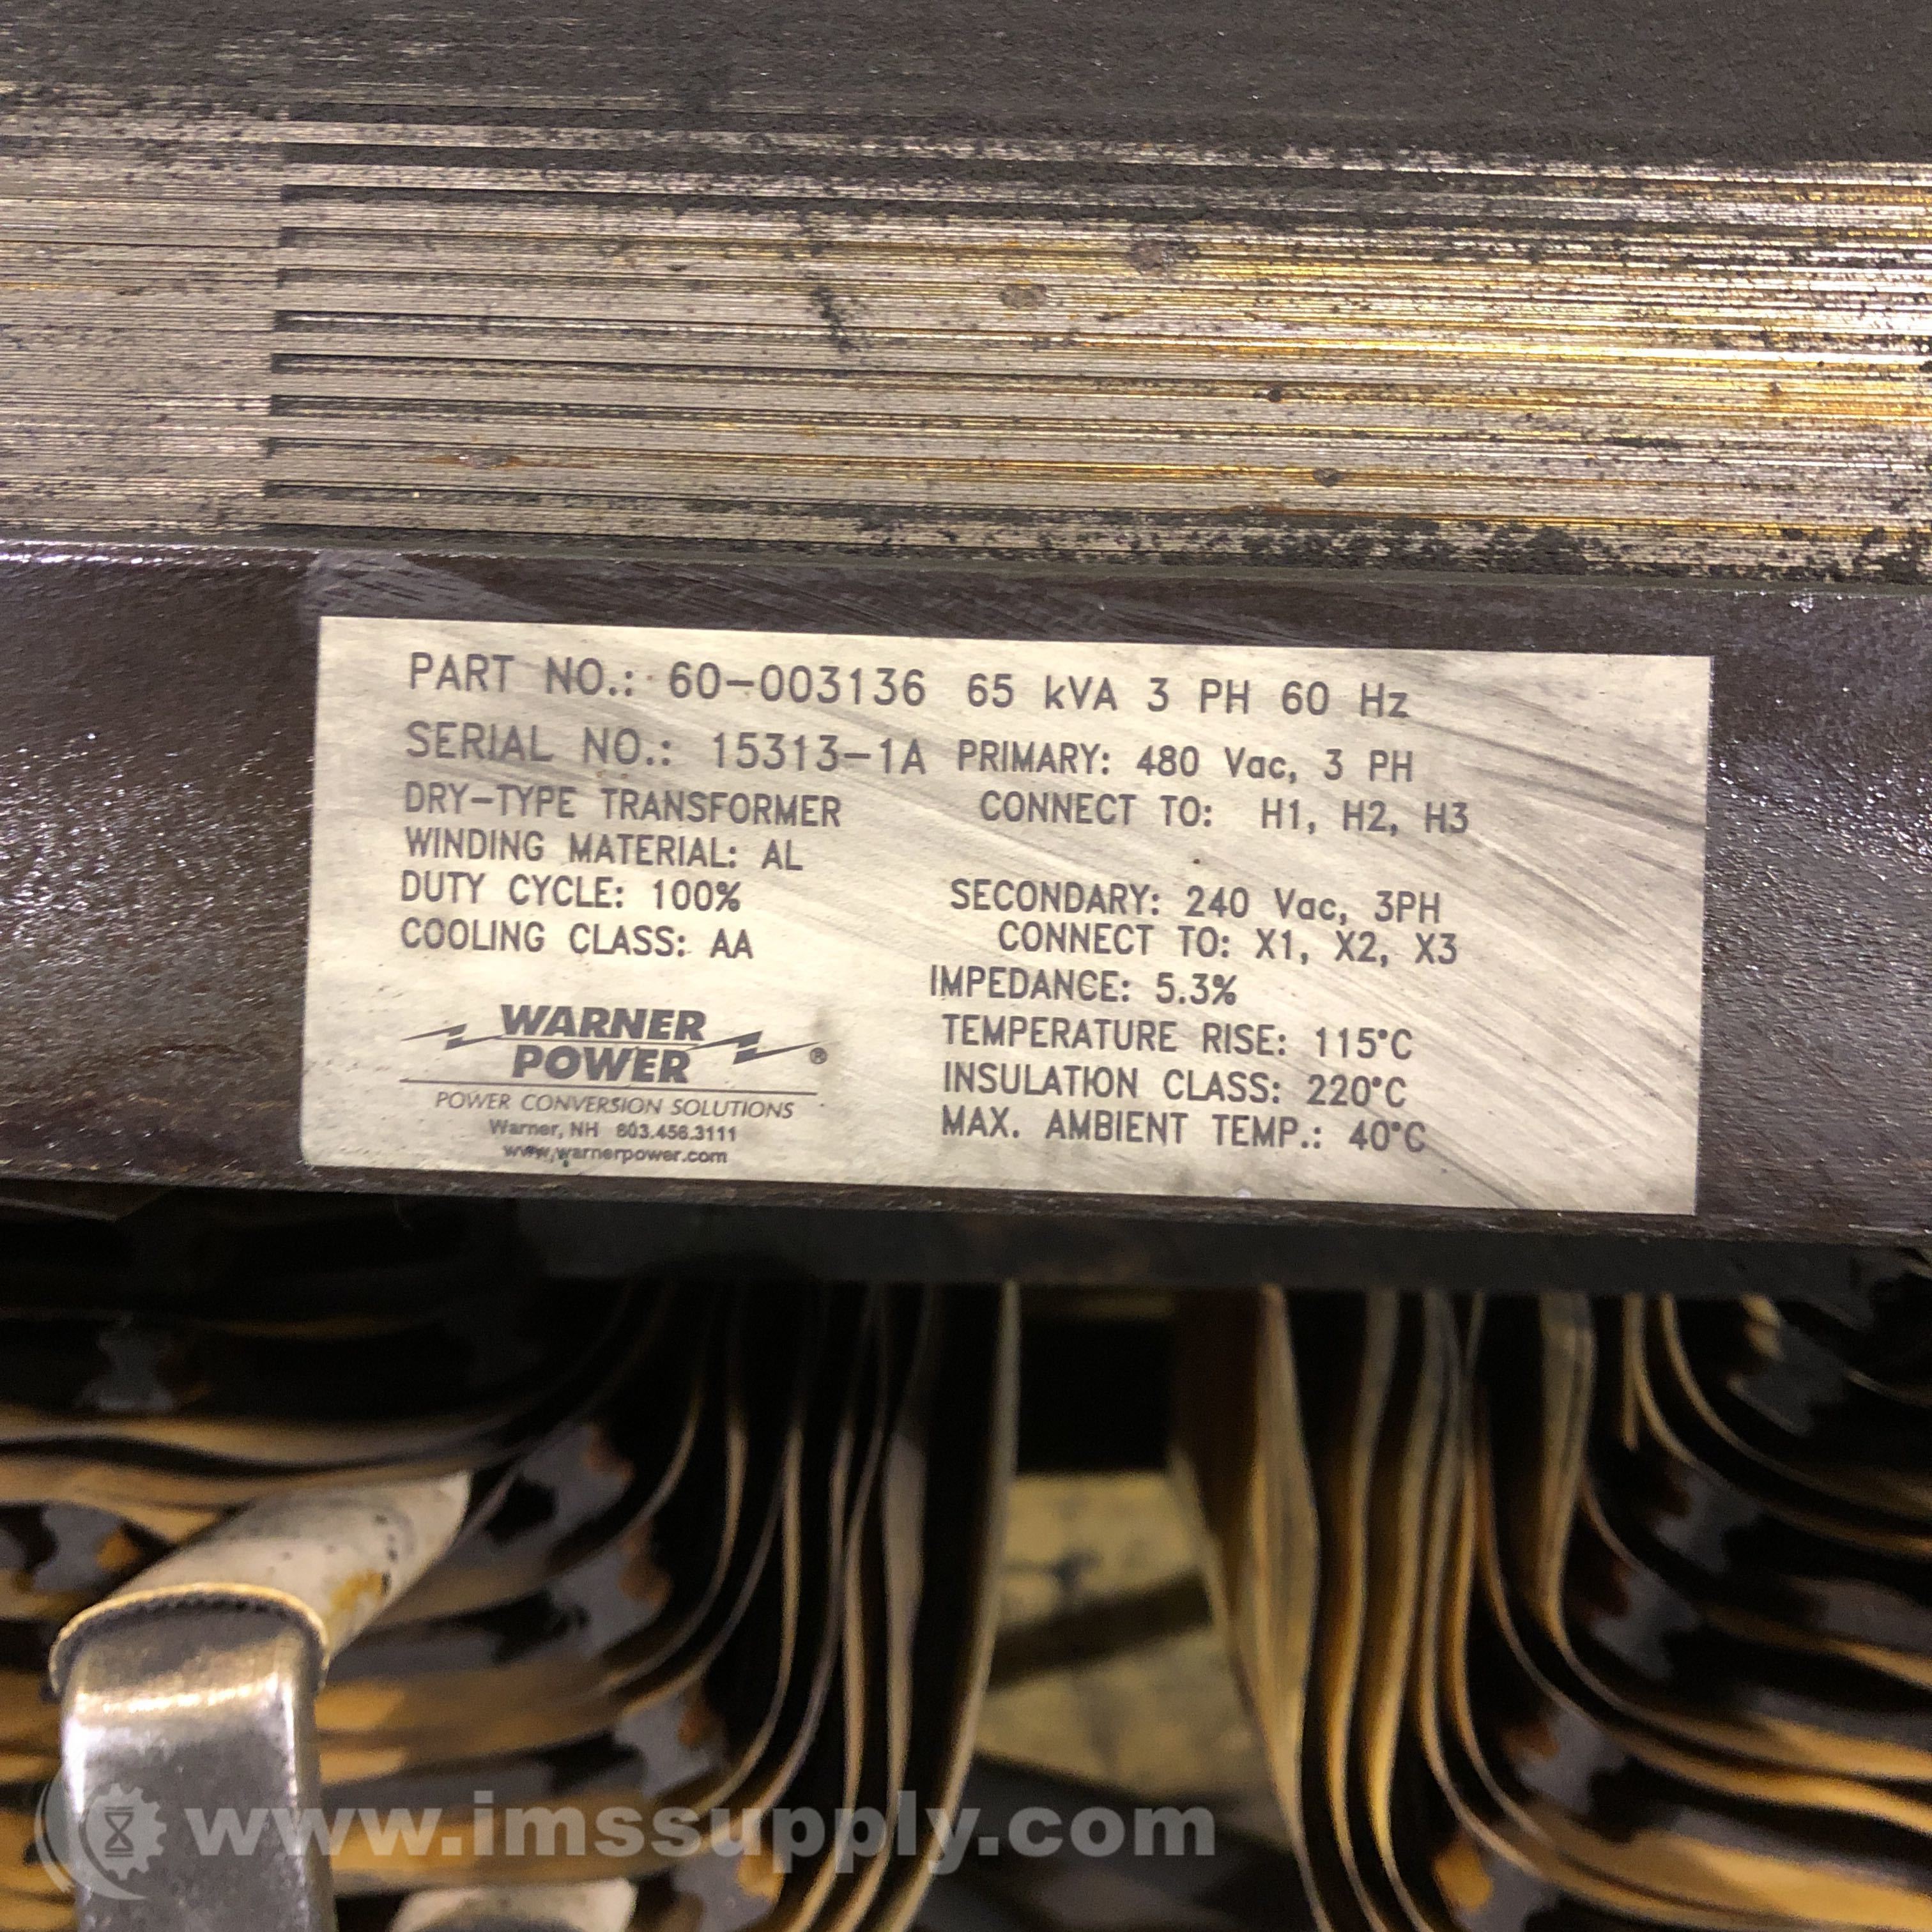 PART NO.: 60-003136 65 kVA 3 PH 60 Hz
SERIAL NO.: 15313-1A PRIMARY: 480 Vac, 3 PH
DRY-TYPE TRANSFORMER CONNECT TO: H1, H2, H3
WINDING MATERIAL: AL
DUTY CYCLE: 100% SECONDARY: 240 Vac, 3PH
COOLING CLASS: AA CONNECT TO: X1, X2, X3
IMPEDANCE: 5.3%
WARNER
POWER ®
TEMPERATURE RISE: 115°C
INSULATION CLASS: 220°C
POWER CONVERSION SOLUTIONS
MAX. AMBIENT TEMP.: 40°C
Warner, NH 603.456.3111
www.warnerpower.com
www.imssupply.com